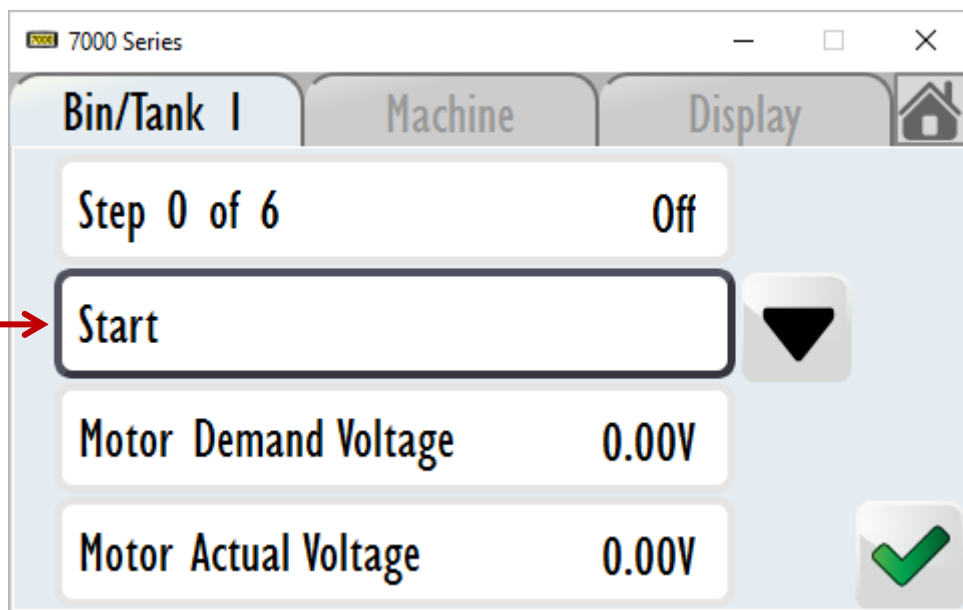 7000 7000 Series
Bin/Tank 1 Machine Display
Step 0 of 6 Off
Start
Motor Demand Voltage 0.00V
Motor Actual Voltage 0.00V